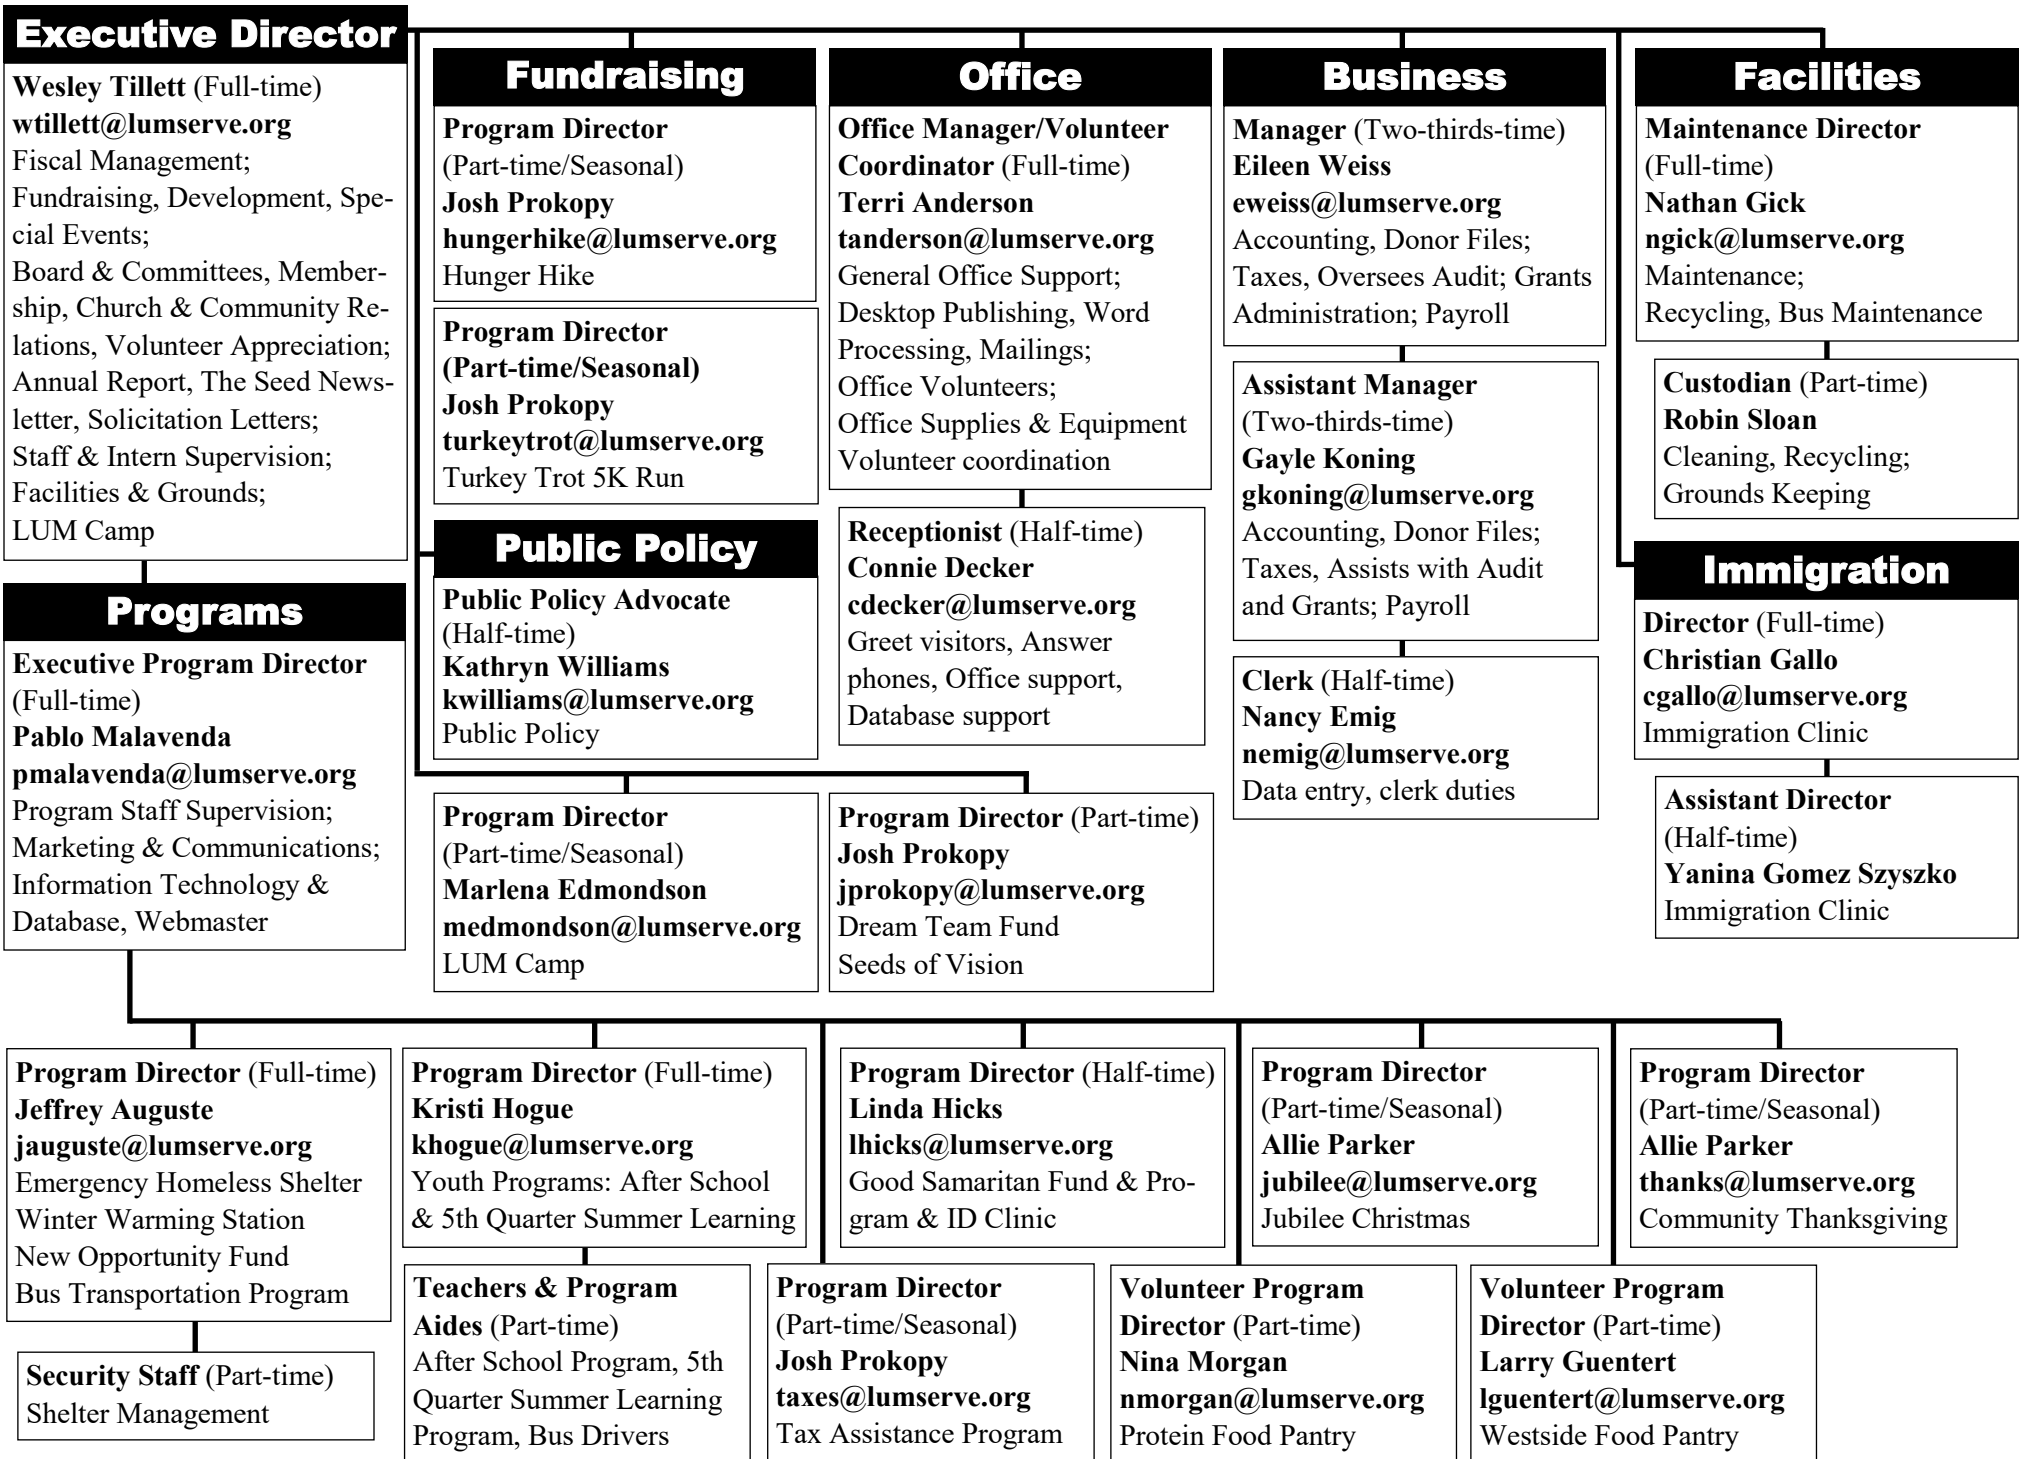 Executive Director
Wesley Tillett (Full-time)
wtillett@lumserve.org
Fiscal Management;
Fundraising, Development, Spe-
cial Events;
Board & Committees, Member-
ship, Church & Community Re-
lations, Volunteer Appreciation;
Annual Report, The Seed News-
letter, Solicitation Letters;
Staff & Intern Supervision;
Facilities & Grounds;
LUM Camp
Fundraising
Program Director
(Part-time/Seasonal)
Josh Prokopy
hungerhike@lumserve.org
Hunger Hike
Program Director
(Part-time/Seasonal)
Josh Prokopy
turkeytrot@lumserve.org
Turkey Trot 5K Run
Office
Office Manager/Volunteer
Coordinator (Full-time)
Terri Anderson
tanderson@lumserve.org
General Office Support;
Desktop Publishing, Word
Processing, Mailings;
Office Volunteers;
Office Supplies & Equipment
Volunteer coordination
Receptionist (Half-time)
Connie Decker
cdecker@lumserve.org
Greet visitors, Answer
phones, Office support,
Database support
Business
Manager (Two-thirds-time)
Eileen Weiss
eweiss@lumserve.org
Accounting, Donor Files;
Taxes, Oversees Audit; Grants
Administration; Payroll
Assistant Manager
(Two-thirds-time)
Gayle Koning
gkoning@lumserve.org
Accounting, Donor Files;
Taxes, Assists with Audit
and Grants; Payroll
Clerk (Half-time)
Nancy Emig
nemig@lumserve.org
Data entry, clerk duties
Facilities
Maintenance Director
(Full-time)
Nathan Gick
ngick@lumserve.org
Maintenance;
Recycling, Bus Maintenance
Custodian (Part-time)
Robin Sloan
Cleaning, Recycling;
Grounds Keeping
Immigration
Director (Full-time)
Christian Gallo
cgallo@lumserve.org
Immigration Clinic
Assistant Director
(Half-time)
Yanina Gomez Szyszko
Immigration Clinic
Public Policy
Public Policy Advocate
(Half-time)
Kathryn Williams
kwilliams@lumserve.org
Public Policy
Program Director
(Part-time/Seasonal)
Marlena Edmondson
medmondson@lumserve.org
LUM Camp
Program Director (Part-time)
Josh Prokopy
jprokopy@lumserve.org
Dream Team Fund
Seeds of Vision
Programs
Executive Program Director
(Full-time)
Pablo Malavenda
pmalavenda@lumserve.org
Program Staff Supervision;
Marketing & Communications;
Information Technology &
Database, Webmaster
Program Director (Full-time)
Jeffrey Auguste
jauguste@lumserve.org
Emergency Homeless Shelter
Winter Warming Station
New Opportunity Fund
Bus Transportation Program
Security Staff (Part-time)
Shelter Management
Program Director (Full-time)
Kristi Hogue
khogue@lumserve.org
Youth Programs: After School
& 5th Quarter Summer Learning
Teachers & Program
Aides (Part-time)
After School Program, 5th
Quarter Summer Learning
Program, Bus Drivers
Program Director
(Part-time/Seasonal)
Josh Prokopy
taxes@lumserve.org
Tax Assistance Program
Program Director (Half-time)
Linda Hicks
lhicks@lumserve.org
Good Samaritan Fund & Pro-
gram & ID Clinic
Volunteer Program
Director (Part-time)
Nina Morgan
nmorgan@lumserve.org
Protein Food Pantry
Program Director
(Part-time/Seasonal)
Allie Parker
jubilee@lumserve.org
Jubilee Christmas
Volunteer Program
Director (Part-time)
Larry Guentert
lguentert@lumserve.org
Westside Food Pantry
Program Director
(Part-time/Seasonal)
Allie Parker
thanks@lumserve.org
Community Thanksgiving